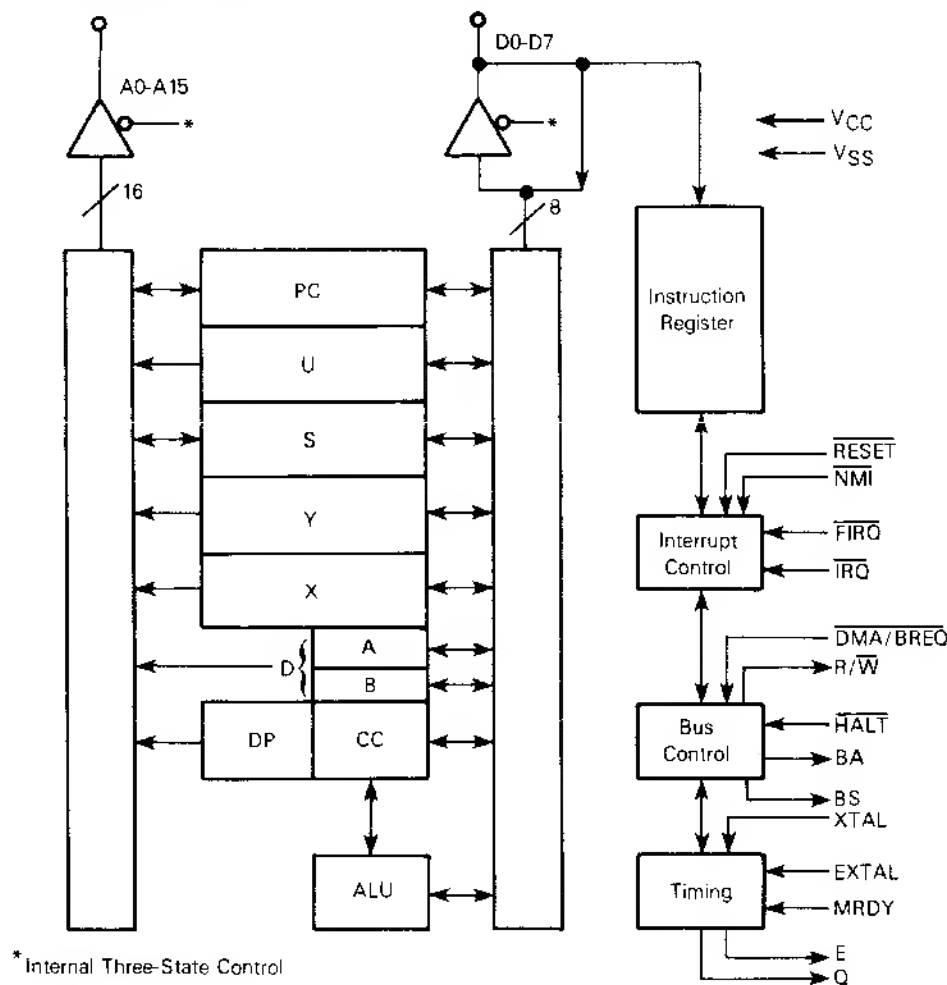 D0-D7
A0-A15
*
*
VCC
VSS
16
8
PC
U
S
Y
X
D{
A
B
DP
CC
ALU
Instruction
Register
RESET
NMI
Interrupt
Control
FIRQ
IRQ
DMA/BREQ
R/W
Bus
Control
HALT
BA
BS
XTAL
Timing
EXTAL
MRDY
E
Q
*Internal Three-State Control